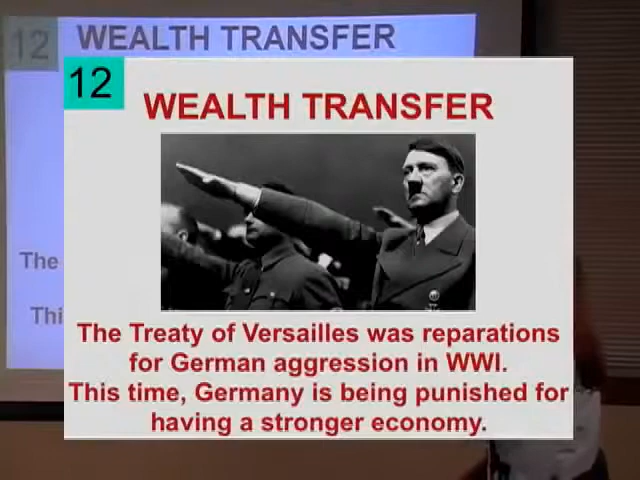 12 WEALTH TRANSFER
12
WEALTH TRANSFER
The
Thi
The Treaty of Versailles was reparations
for German aggression in WWI.
This time, Germany is being punished for
having a stronger economy.